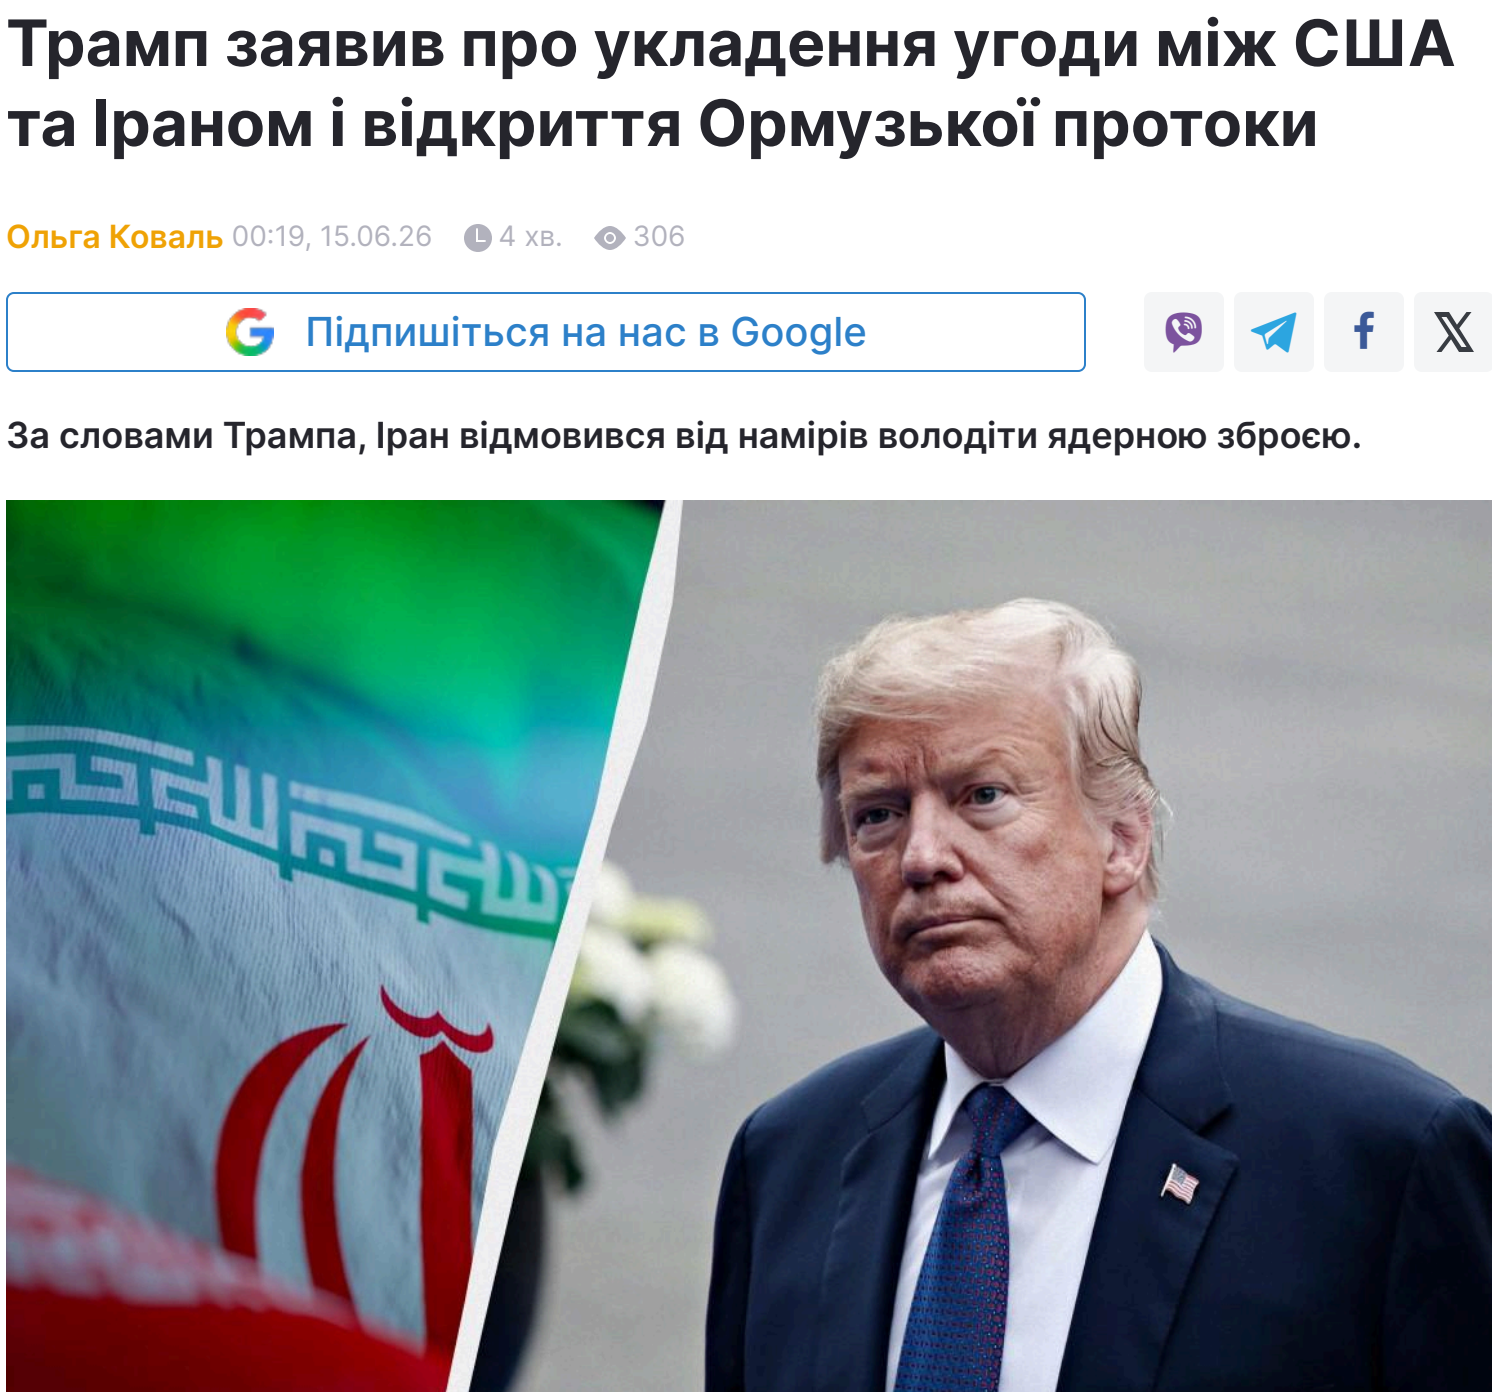 Трамп заявив про укладення угоди між США
та Іраном і відкриття Ормузької протоки
Ольга Коваль 00:19, 15.06.26 4 хв. 306
Підпишіться на нас в Google
За словами Трампа, Іран відмовився від намірів володіти ядерною зброєю.